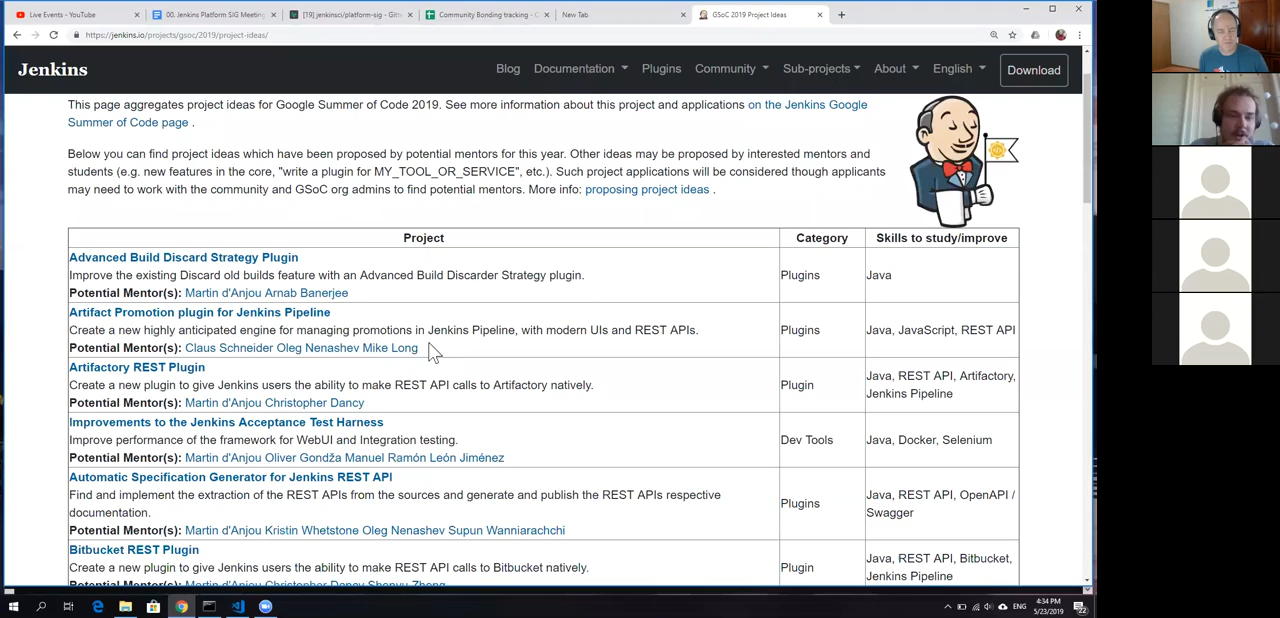 Live Events - YouTube
00. Jenkins Platform SIG Meeting
[19] jenkinsci/platform-sig - Gitt
Community Bonding tracking - G
New Tab
GSoC 2019 Project Ideas
https://jenkins.io/projects/gsoc/2019/project-ideas/
Jenkins
Blog Documentation Plugins Community Sub-projects About English Download
This page aggregates project ideas for Google Summer of Code 2019. See more information about this project and applications on the Jenkins Google
Summer of Code page .
Below you can find project ideas which have been proposed by potential mentors for this year. Other ideas may be proposed by interested mentors and
students (e.g. new features in the core, "write a plugin for MY_TOOL_OR_SERVICE", etc.). Such project applications will be considered though applicants
may need to work with the community and GSoC org admins to find potential mentors. More info: proposing project ideas .
Project Category Skills to study/improve
Advanced Build Discard Strategy Plugin
Improve the existing Discard old builds feature with an Advanced Build Discarder Strategy plugin.
Potential Mentor(s): Martin d'Anjou Arnab Banerjee
Plugins
Java
Artifact Promotion plugin for Jenkins Pipeline
Create a new highly anticipated engine for managing promotions in Jenkins Pipeline, with modern UIs and REST APIs.
Potential Mentor(s): Claus Schneider Oleg Nenashev Mike Long
Plugins
Java, JavaScript, REST API
Artifactory REST Plugin
Create a new plugin to give Jenkins users the ability to make REST API calls to Artifactory natively.
Potential Mentor(s): Martin d'Anjou Christopher Dancy
Plugin
Java, REST API, Artifactory,
Jenkins Pipeline
Improvements to the Jenkins Acceptance Test Harness
Improve performance of the framework for WebUI and Integration testing.
Potential Mentor(s): Martin d'Anjou Oliver Gondža Manuel Ramón León Jiménez
Dev Tools
Java, Docker, Selenium
Automatic Specification Generator for Jenkins REST API
Find and implement the extraction of the REST APIs from the sources and generate and publish the REST APIs respective
documentation.
Potential Mentor(s): Martin d'Anjou Kristin Whetstone Oleg Nenashev Supun Wanniarachchi
Plugins
Java, REST API, OpenAPI /
Swagger
Bitbucket REST Plugin
Create a new plugin to give Jenkins users the ability to make REST API calls to Bitbucket natively.
Potential Mentor(s): Martin d'Anjou Christopher Dancy Shenyu Zheng
Plugin
Java, REST API, Bitbucket,
Jenkins Pipeline
ENG
4:34 PM
5/23/2019
22